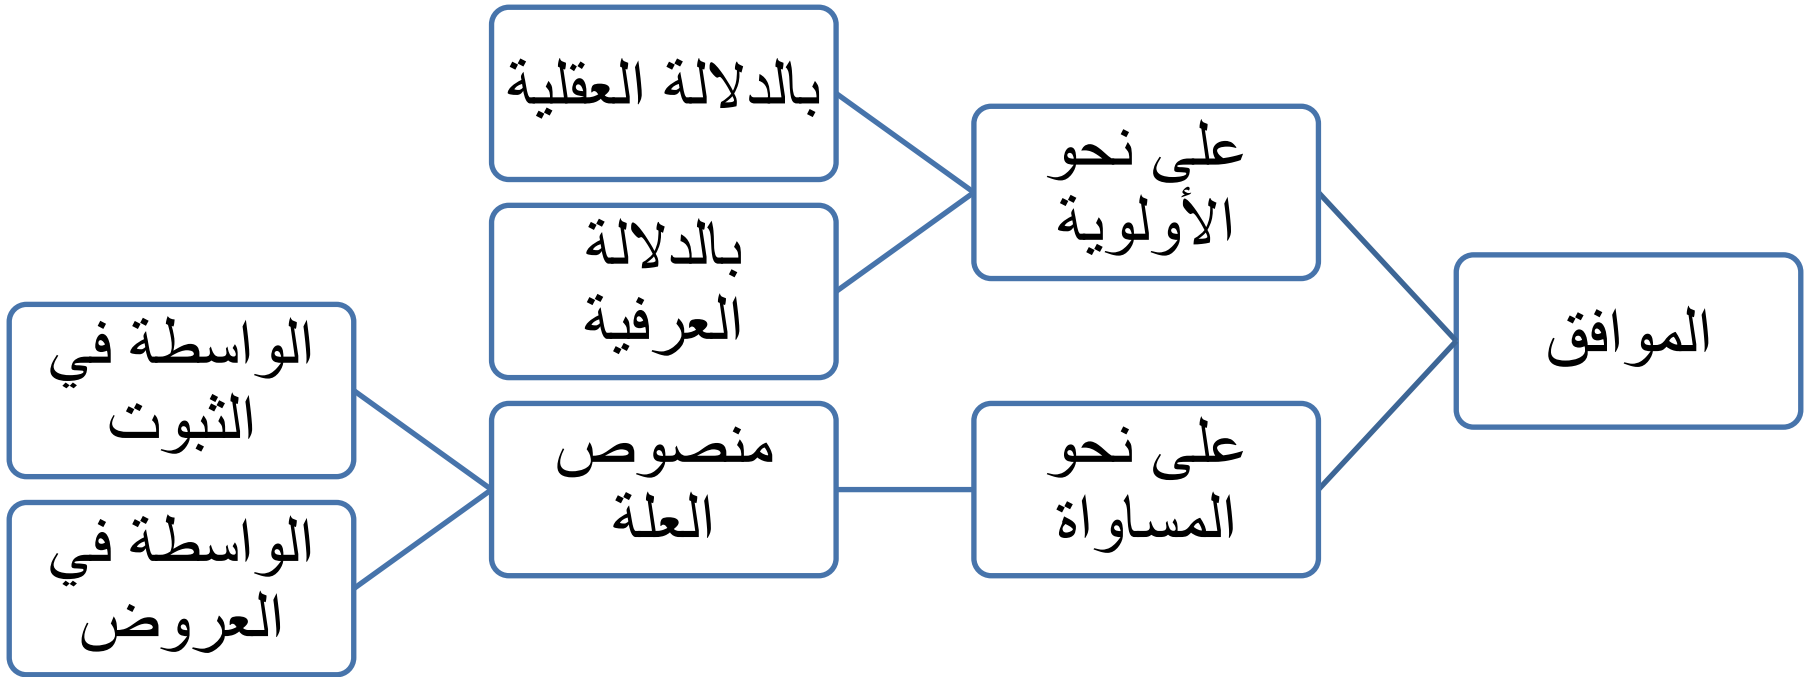 الموافق
على نحو
الأولوية
بالدلالة العقلية
بالدلالة
العرفية
على نحو
المساواة
منصوص
العلة
الواسطة في
الثبوت
الواسطة في
العروض